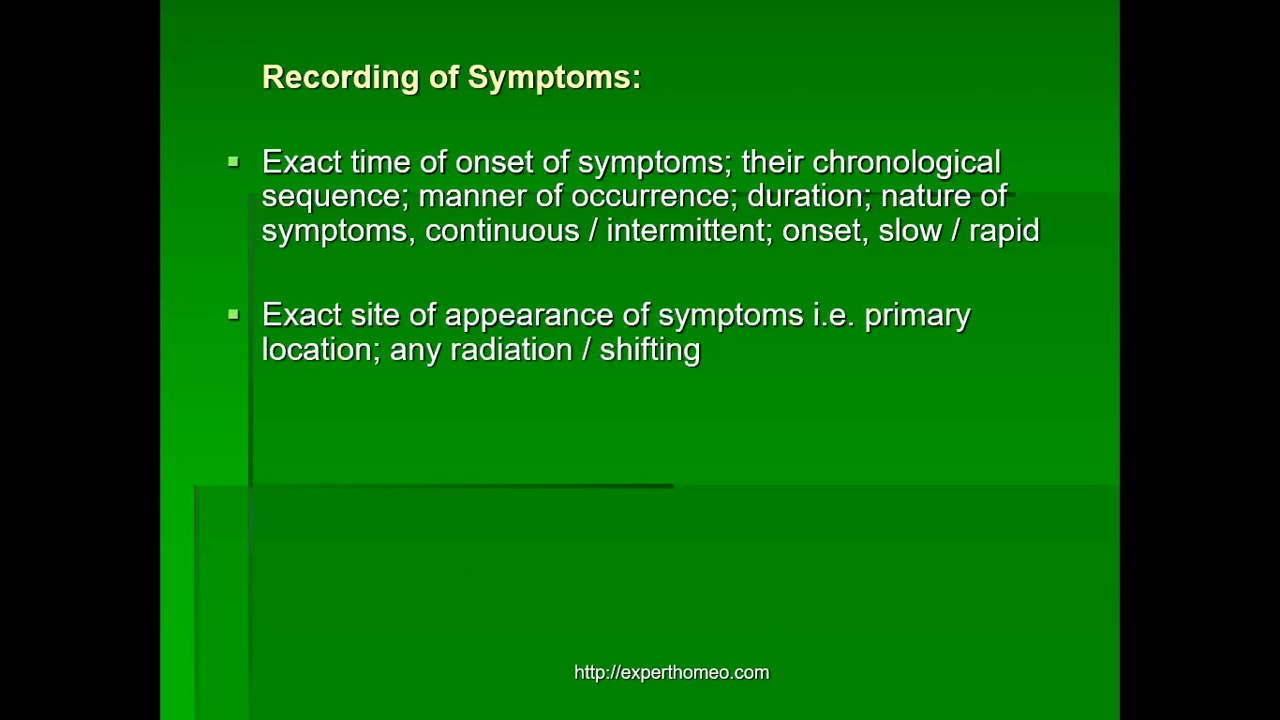 Recording of Symptoms:
Exact time of onset of symptoms; their chronological
sequence; manner of occurrence; duration; nature of
symptoms, continuous / intermittent; onset, slow / rapid
Exact site of appearance of symptoms i.e. primary
location; any radiation / shifting
http://experthomeo.com